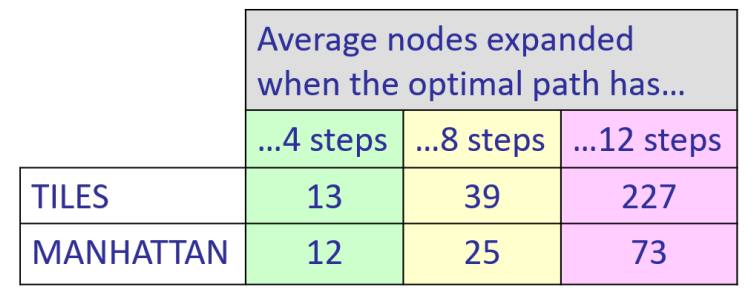 Average nodes expanded
when the optimal path has...
...4 steps ...8 steps ...12 steps
TILES 13 39 227
MANHATTAN 12 25 73